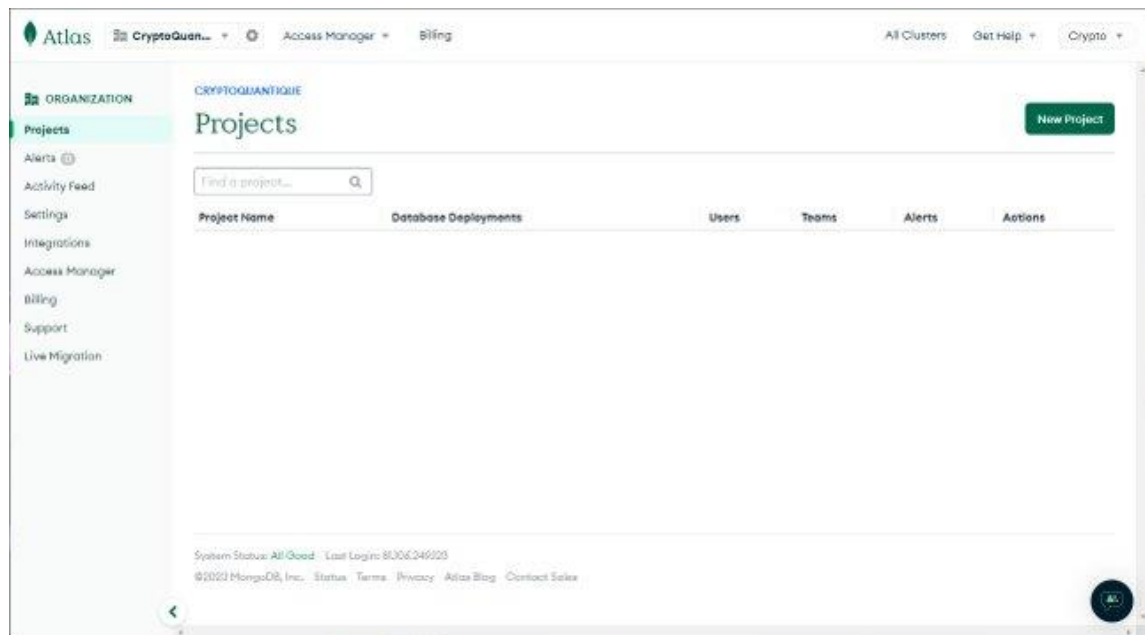 Atlas CryptoQuan... Access Manager Billing All Clusters Get Help Crypto
ORGANIZATION
Projects
Alerts
Activity Feed
Settings
Integrations
Access Manager
Billing
Support
Live Migration
CRYPTOQUANTIQUE
Projects
New Project
Find a project...
Project Name Database Deployments Users Teams Alerts Actions
System Status: All Good Last Login:
MongoDB, Inc. Status Terms Privacy Atlas Blog Contact Sales